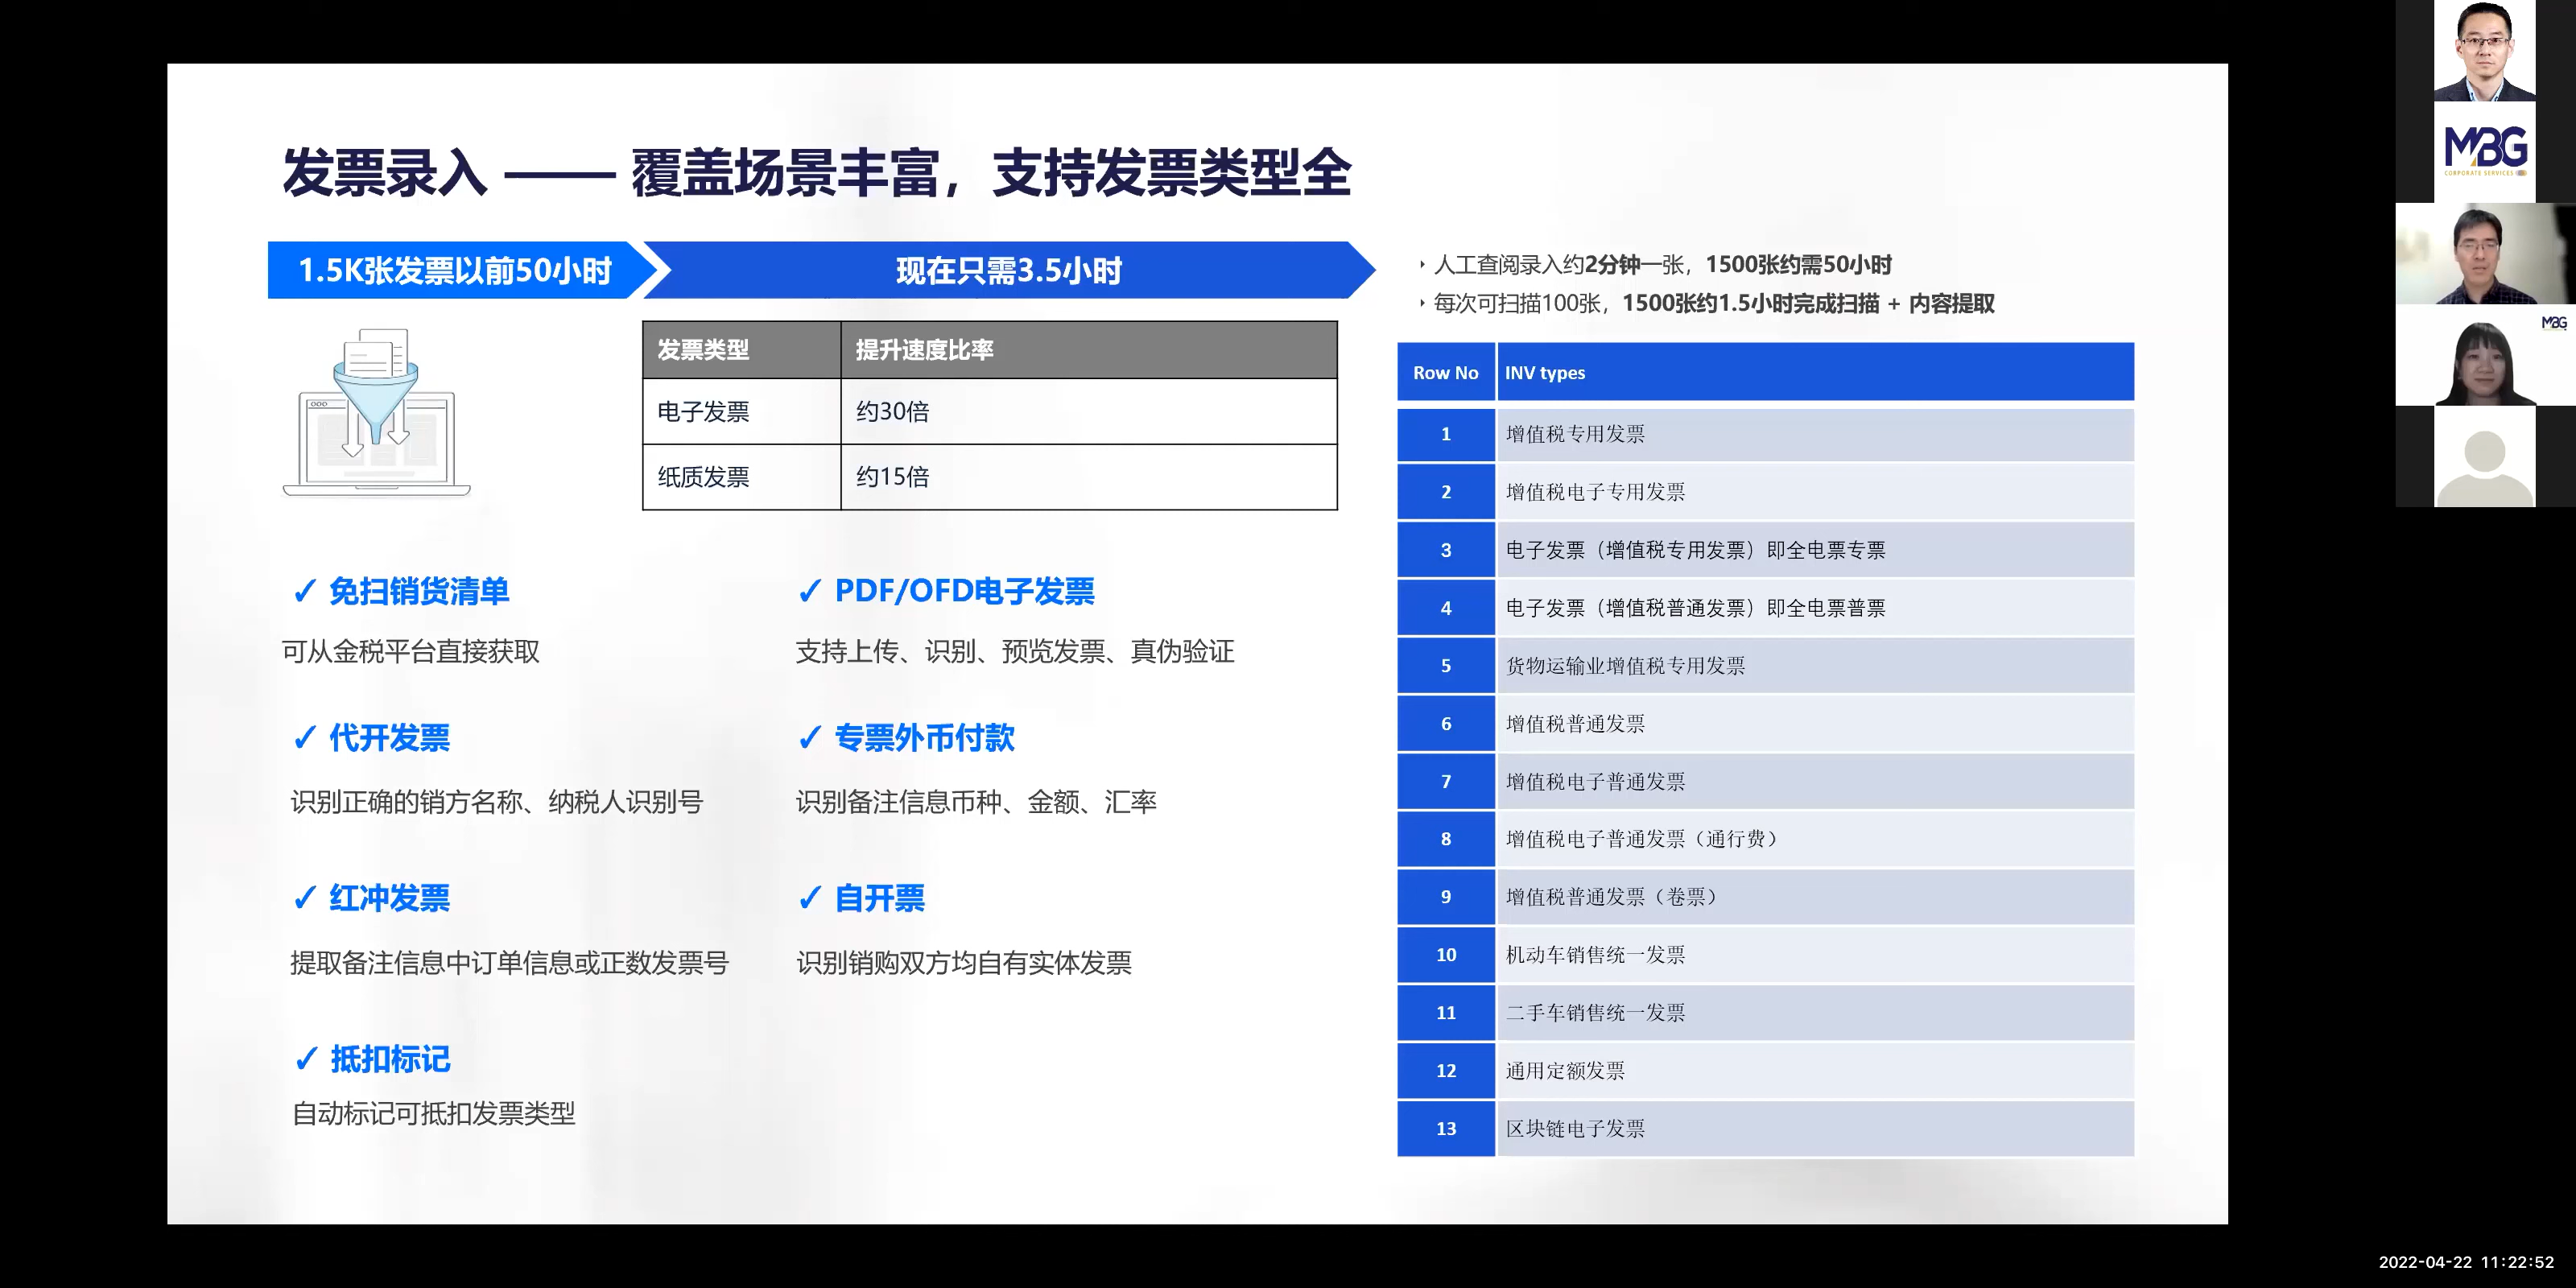 发票录入 —— 覆盖场景丰富，支持发票类型全
1.5K张发票以前50小时
现在只需3.5小时
发票类型 提升速度比率
电子发票 约30倍
纸质发票 约15倍
✓ 免扫销货清单
可从金税平台直接获取
✓ PDF/OFD电子发票
支持上传、识别、预览发票、真伪验证
✓ 代开发票
识别正确的销方名称、纳税人识别号
✓ 专票外币付款
识别备注信息币种、金额、汇率
✓ 红冲发票
提取备注信息中订单信息或正数发票号
✓ 自开票
识别销购双方均自有实体发票
✓ 抵扣标记
自动标记可抵扣发票类型
人工查阅录入约2分钟一张，1500张约需50小时
每次可扫描100张，1500张约1.5小时完成扫描 + 内容提取
Row No INV types
1 增值税专用发票
2 增值税电子专用发票
3 电子发票（增值税专用发票）即全电票专票
4 电子发票（增值税普通发票）即全电票普票
5 货物运输业增值税专用发票
6 增值税普通发票
7 增值税电子普通发票
8 增值税电子普通发票（通行费）
9 增值税普通发票（卷票）
10 机动车销售统一发票
11 二手车销售统一发票
12 通用定额发票
13 区块链电子发票
MBG
CORPORATE SERVICES
MBG
2022-04-22 11:22:52